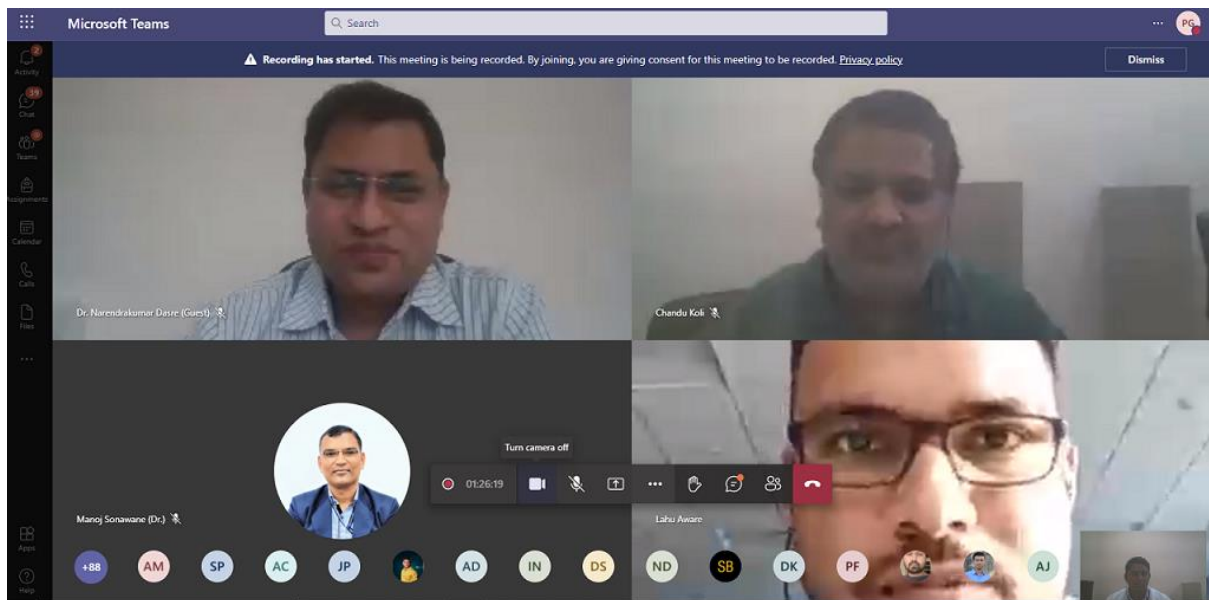 Microsoft Teams
Search
PG
Recording has started. This meeting is being recorded. By joining, you are giving consent for this meeting to be recorded. Privacy policy
Dismiss
2
Activity
39
Chat
Teams
Assignments
Calendar
Calls
Files
Dr. Narendrakumar Dasre (Guest)
Chandu Koli
Turn camera off
01:26:19
Manoj Sonawane (Dr.)
Lahu Aware
Apps
+88
AM
SP
AC
JP
AD
IN
DS
ND
SB
DK
PF
AJ
Help